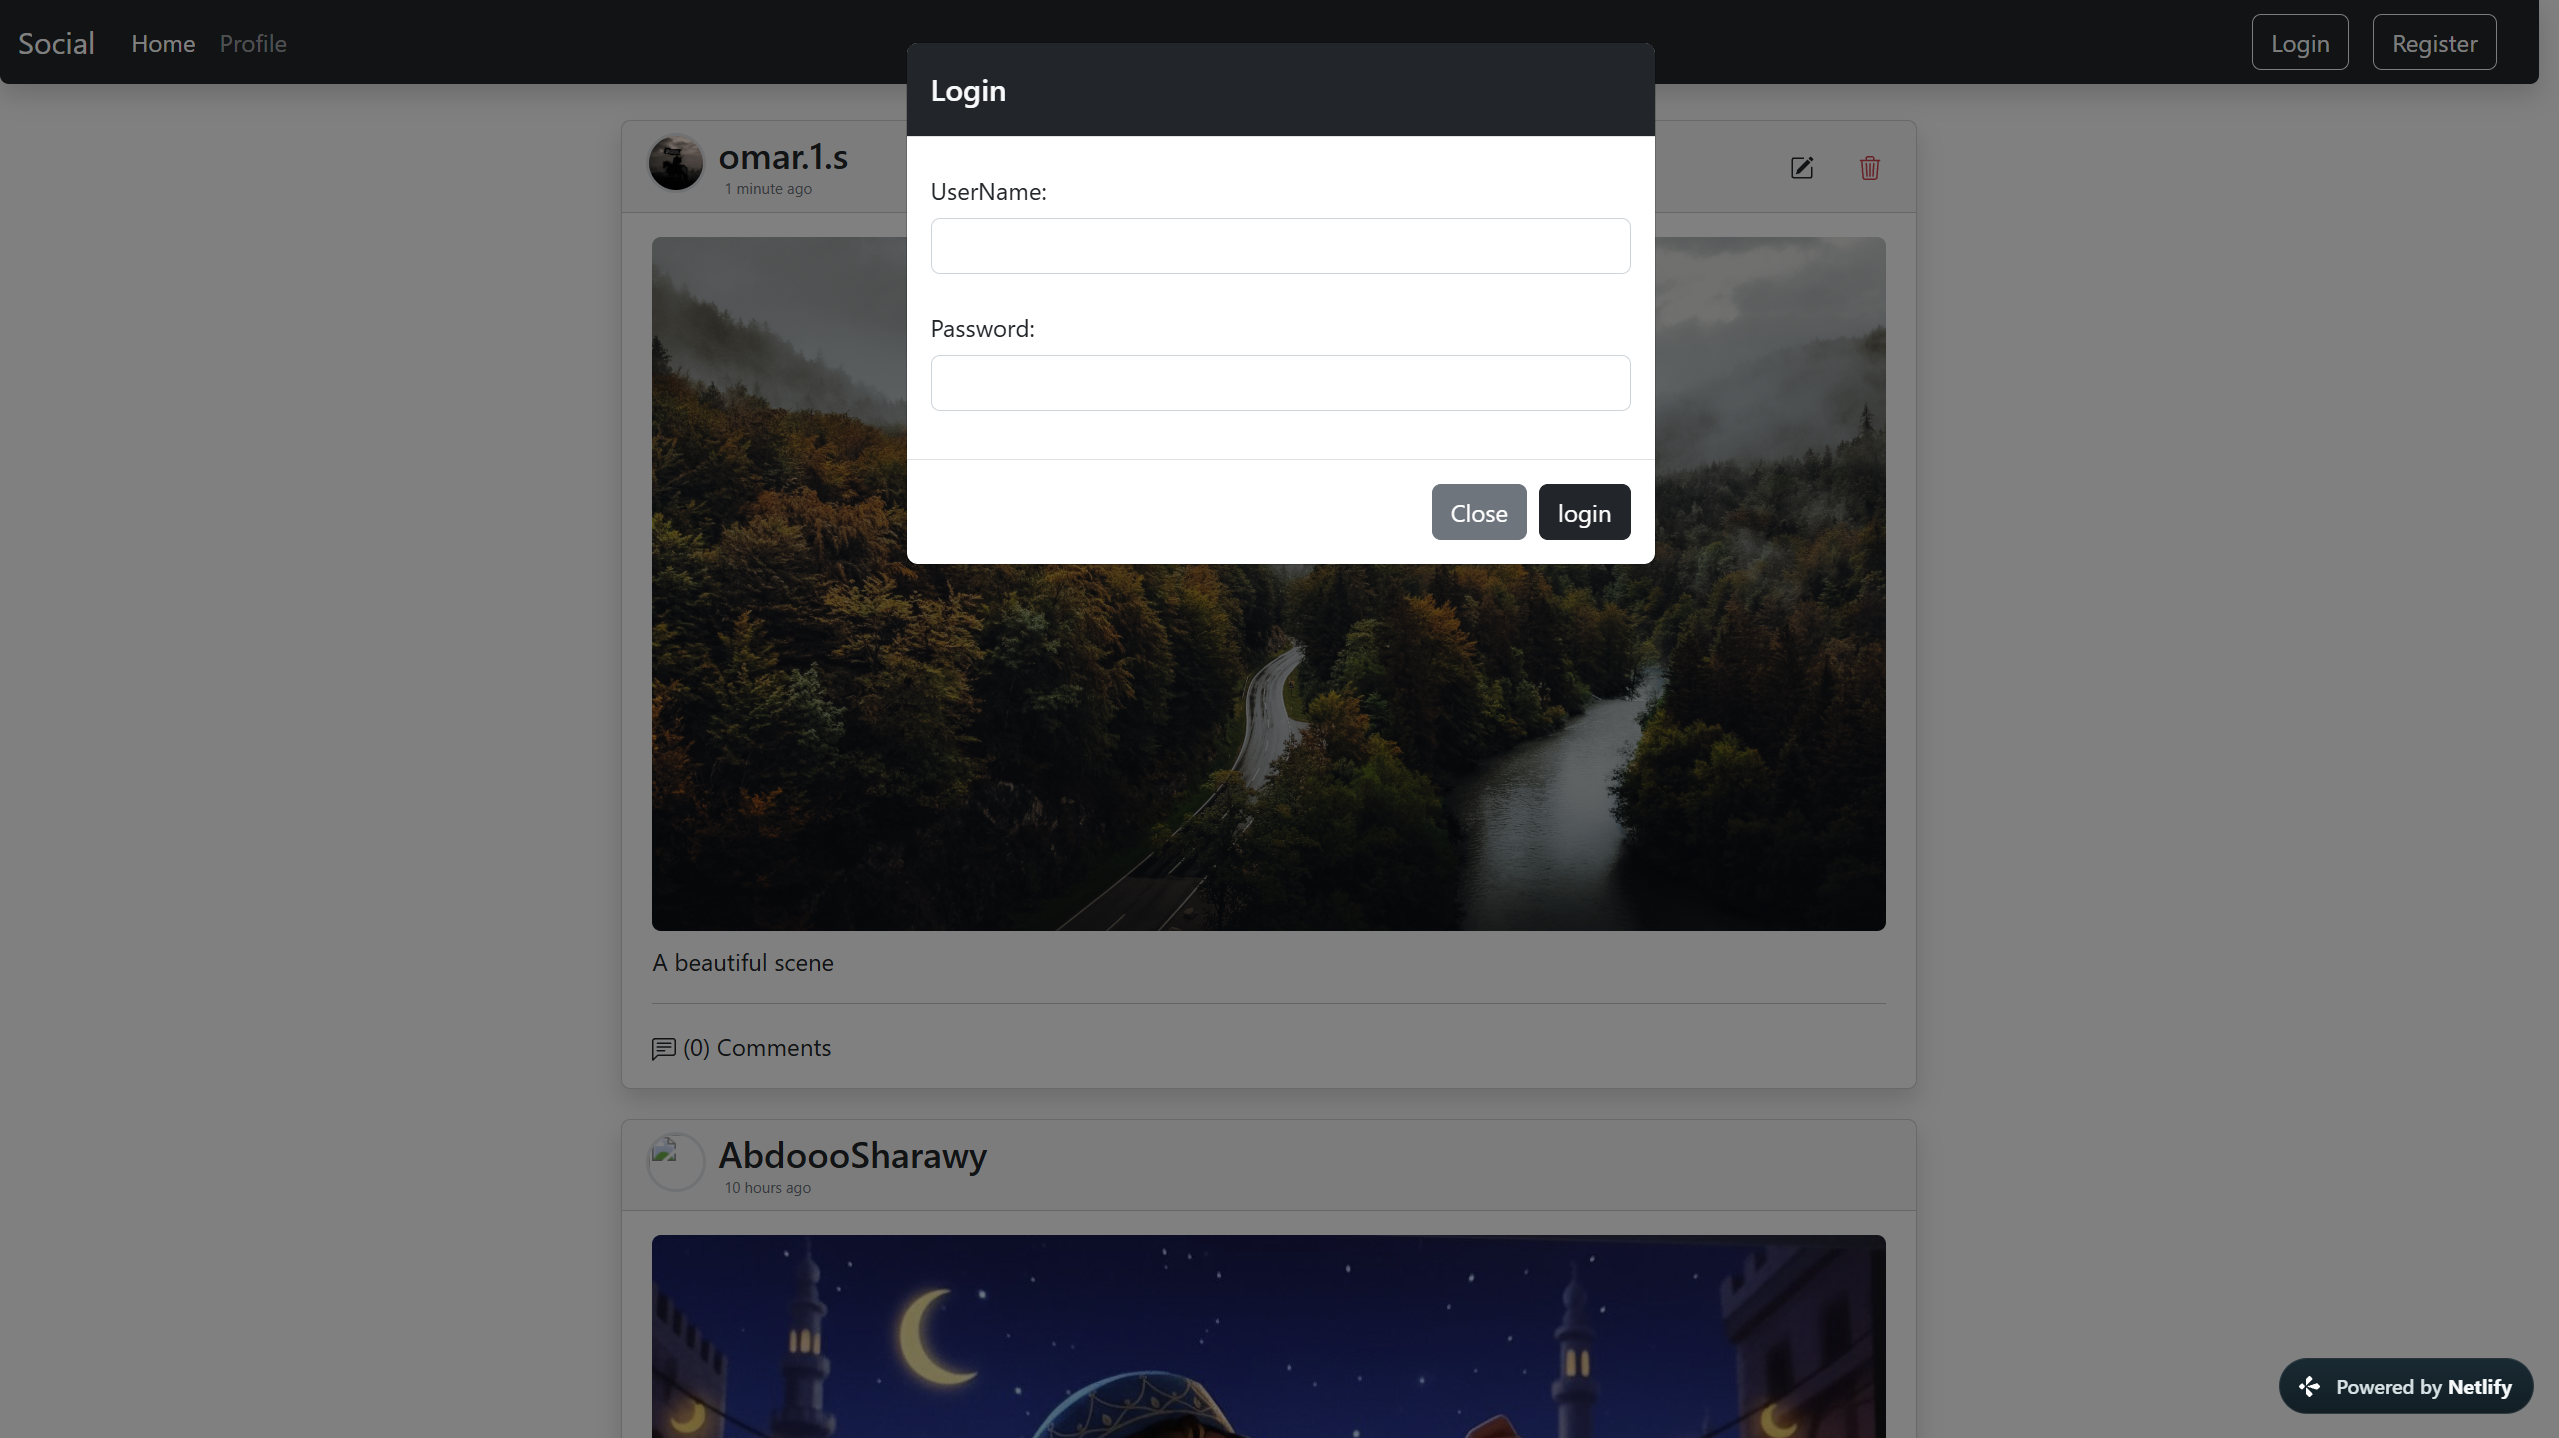 Social
Home
Profile
Login
Register
Login
UserName:
Password:
Close
login
omar.1.s
1 minute ago
A beautiful scene
(0) Comments
AbdoooSharawy
10 hours ago
Powered by Netlify